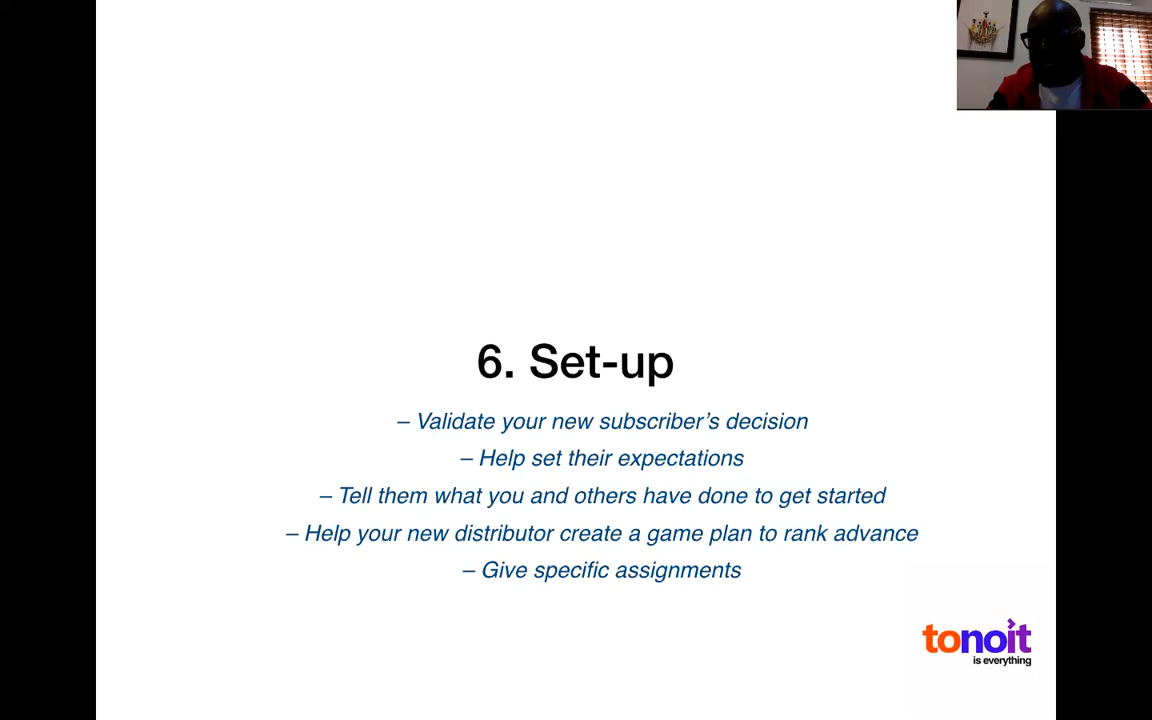 6. Set-up
– Validate your new subscriber’s decision
– Help set their expectations
– Tell them what you and others have done to get started
– Help your new distributor create a game plan to rank advance
– Give specific assignments
tonoit
is everything